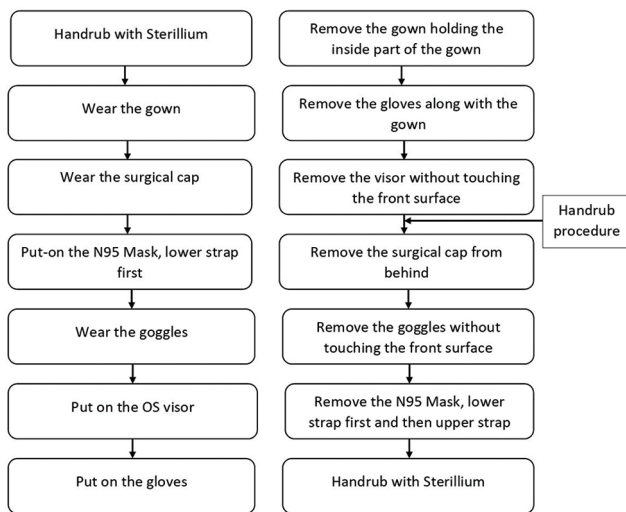 Handrub with Sterillium
Wear the gown
Wear the surgical cap
Put-on the N95 Mask, lower strap
first
Wear the goggles
Put on the OS visor
Put on the gloves
Remove the gown holding the
inside part of the gown
Remove the gloves along with the
gown
Remove the visor without touching
the front surface
Handrub
procedure
Remove the surgical cap from
behind
Remove the goggles without
touching the front surface
Remove the N95 Mask, lower
strap first and then upper strap
Handrub with Sterillium